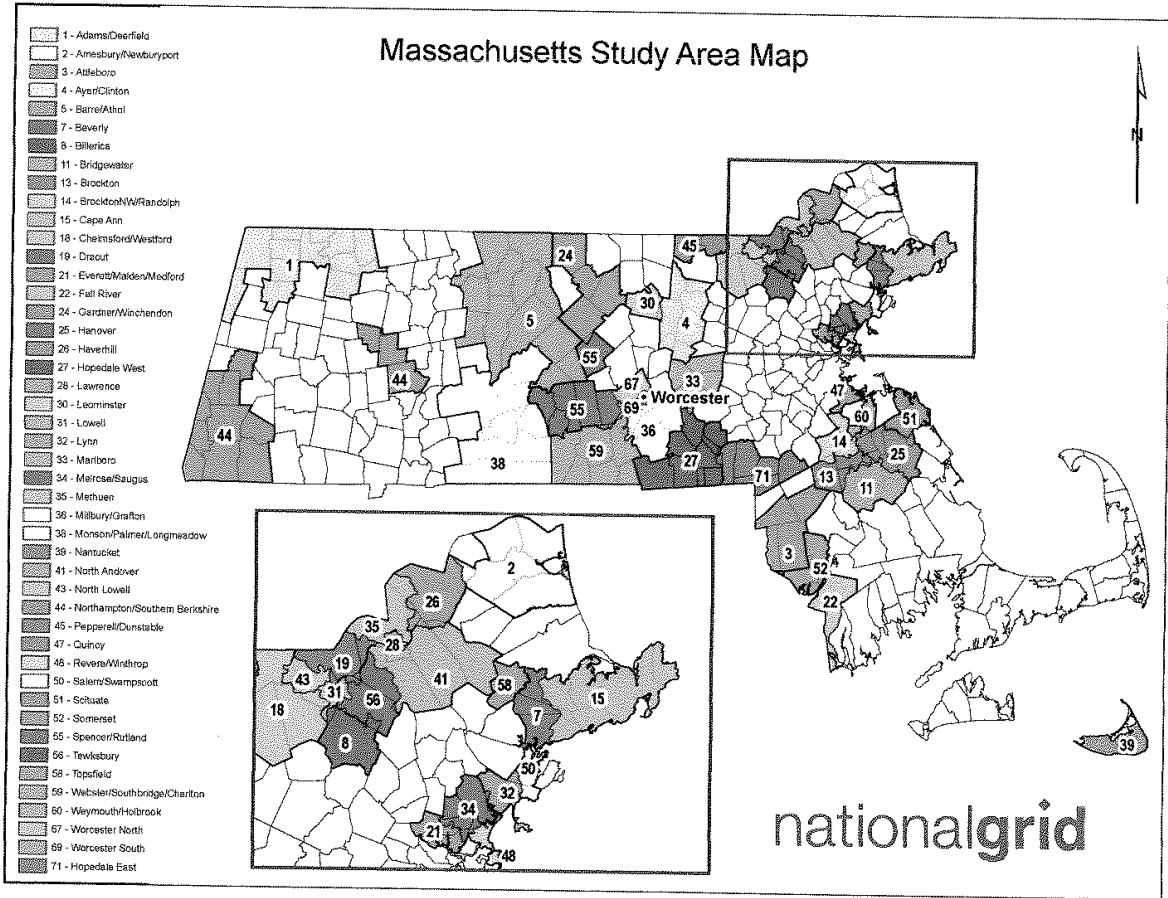 Massachusetts Study Area Map
1 - Adams/Deerfield
2 - Amesbury/Newburyport
3 - Attleboro
4 - Ayer/Clinton
5 - Barre/Athol
7 - Beverly
8 - Billerica
11 - Bridgewater
13 - Brockton
14 - BrocktonNW/Randolph
15 - Cape Ann
18 - Chelmsford/Westford
19 - Dracut
21 - Everett/Malden/Medford
22 - Fall River
24 - Gardner/Winchendon
25 - Hanover
26 - Haverhill
27 - Hopedale West
28 - Lawrence
30 - Leominster
31 - Lowell
32 - Lynn
33 - Marlboro
34 - Melrose/Saugus
35 - Methuen
36 - Millbury/Grafton
38 - Monson/Palmer/Longmeadow
39 - Nantucket
41 - North Andover
43 - North Lowell
44 - Northampton/Southern Berkshire
45 - Pepperell/Dunstable
47 - Quincy
48 - Revere/Winthrop
50 - Salem/Swampscott
51 - Scituate
52 - Somerset
55 - Spencer/Rutland
56 - Tewksbury
58 - Topsfield
59 - Webster/Southbridge/Charlton
60 - Weymouth/Holbrook
67 - Worcester North
69 - Worcester South
71 - Hopedale East
N
1
24
45
5
30
4
55
44
67
33
Worcester
69
47
55
60
51
44
36
14
25
38
59
27
71
13
11
3
52
22
39
2
26
35
28
19
43
41
58
31
56
15
18
7
8
50
32
34
21
48
nationalgrid